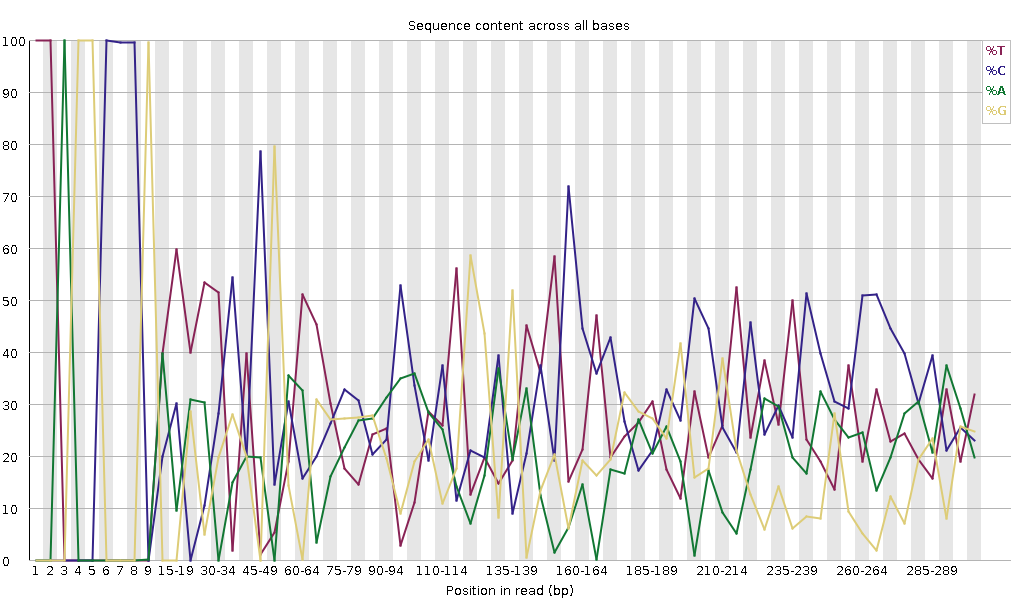 Sequence content across all bases
%T
%C
%A
%G
100
90
80
70
60
50
40
30
20
10
0
1 2 3 4 5 6 7 8 9 15-19 30-34 45-49 60-64 75-79 90-94 110-114 135-139 160-164 185-189 210-214 235-239 260-264 285-289
Position in read (bp)